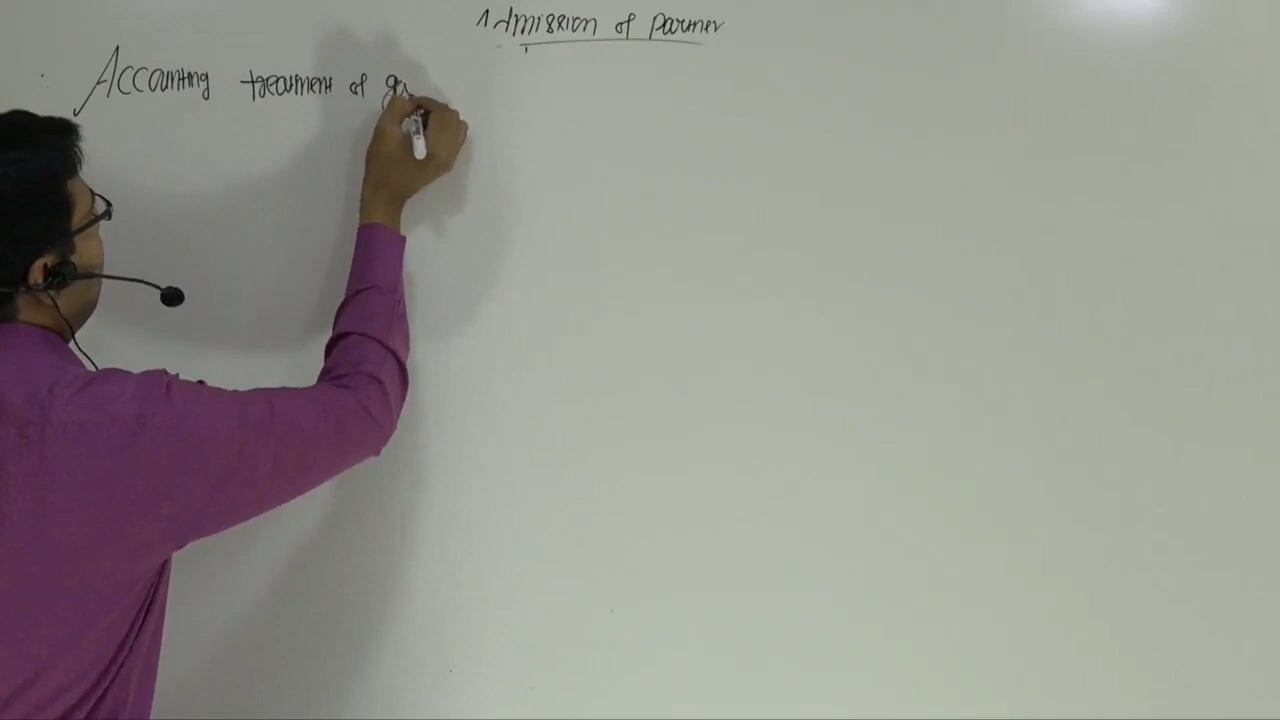 Admission of partner
Accounting treatment of